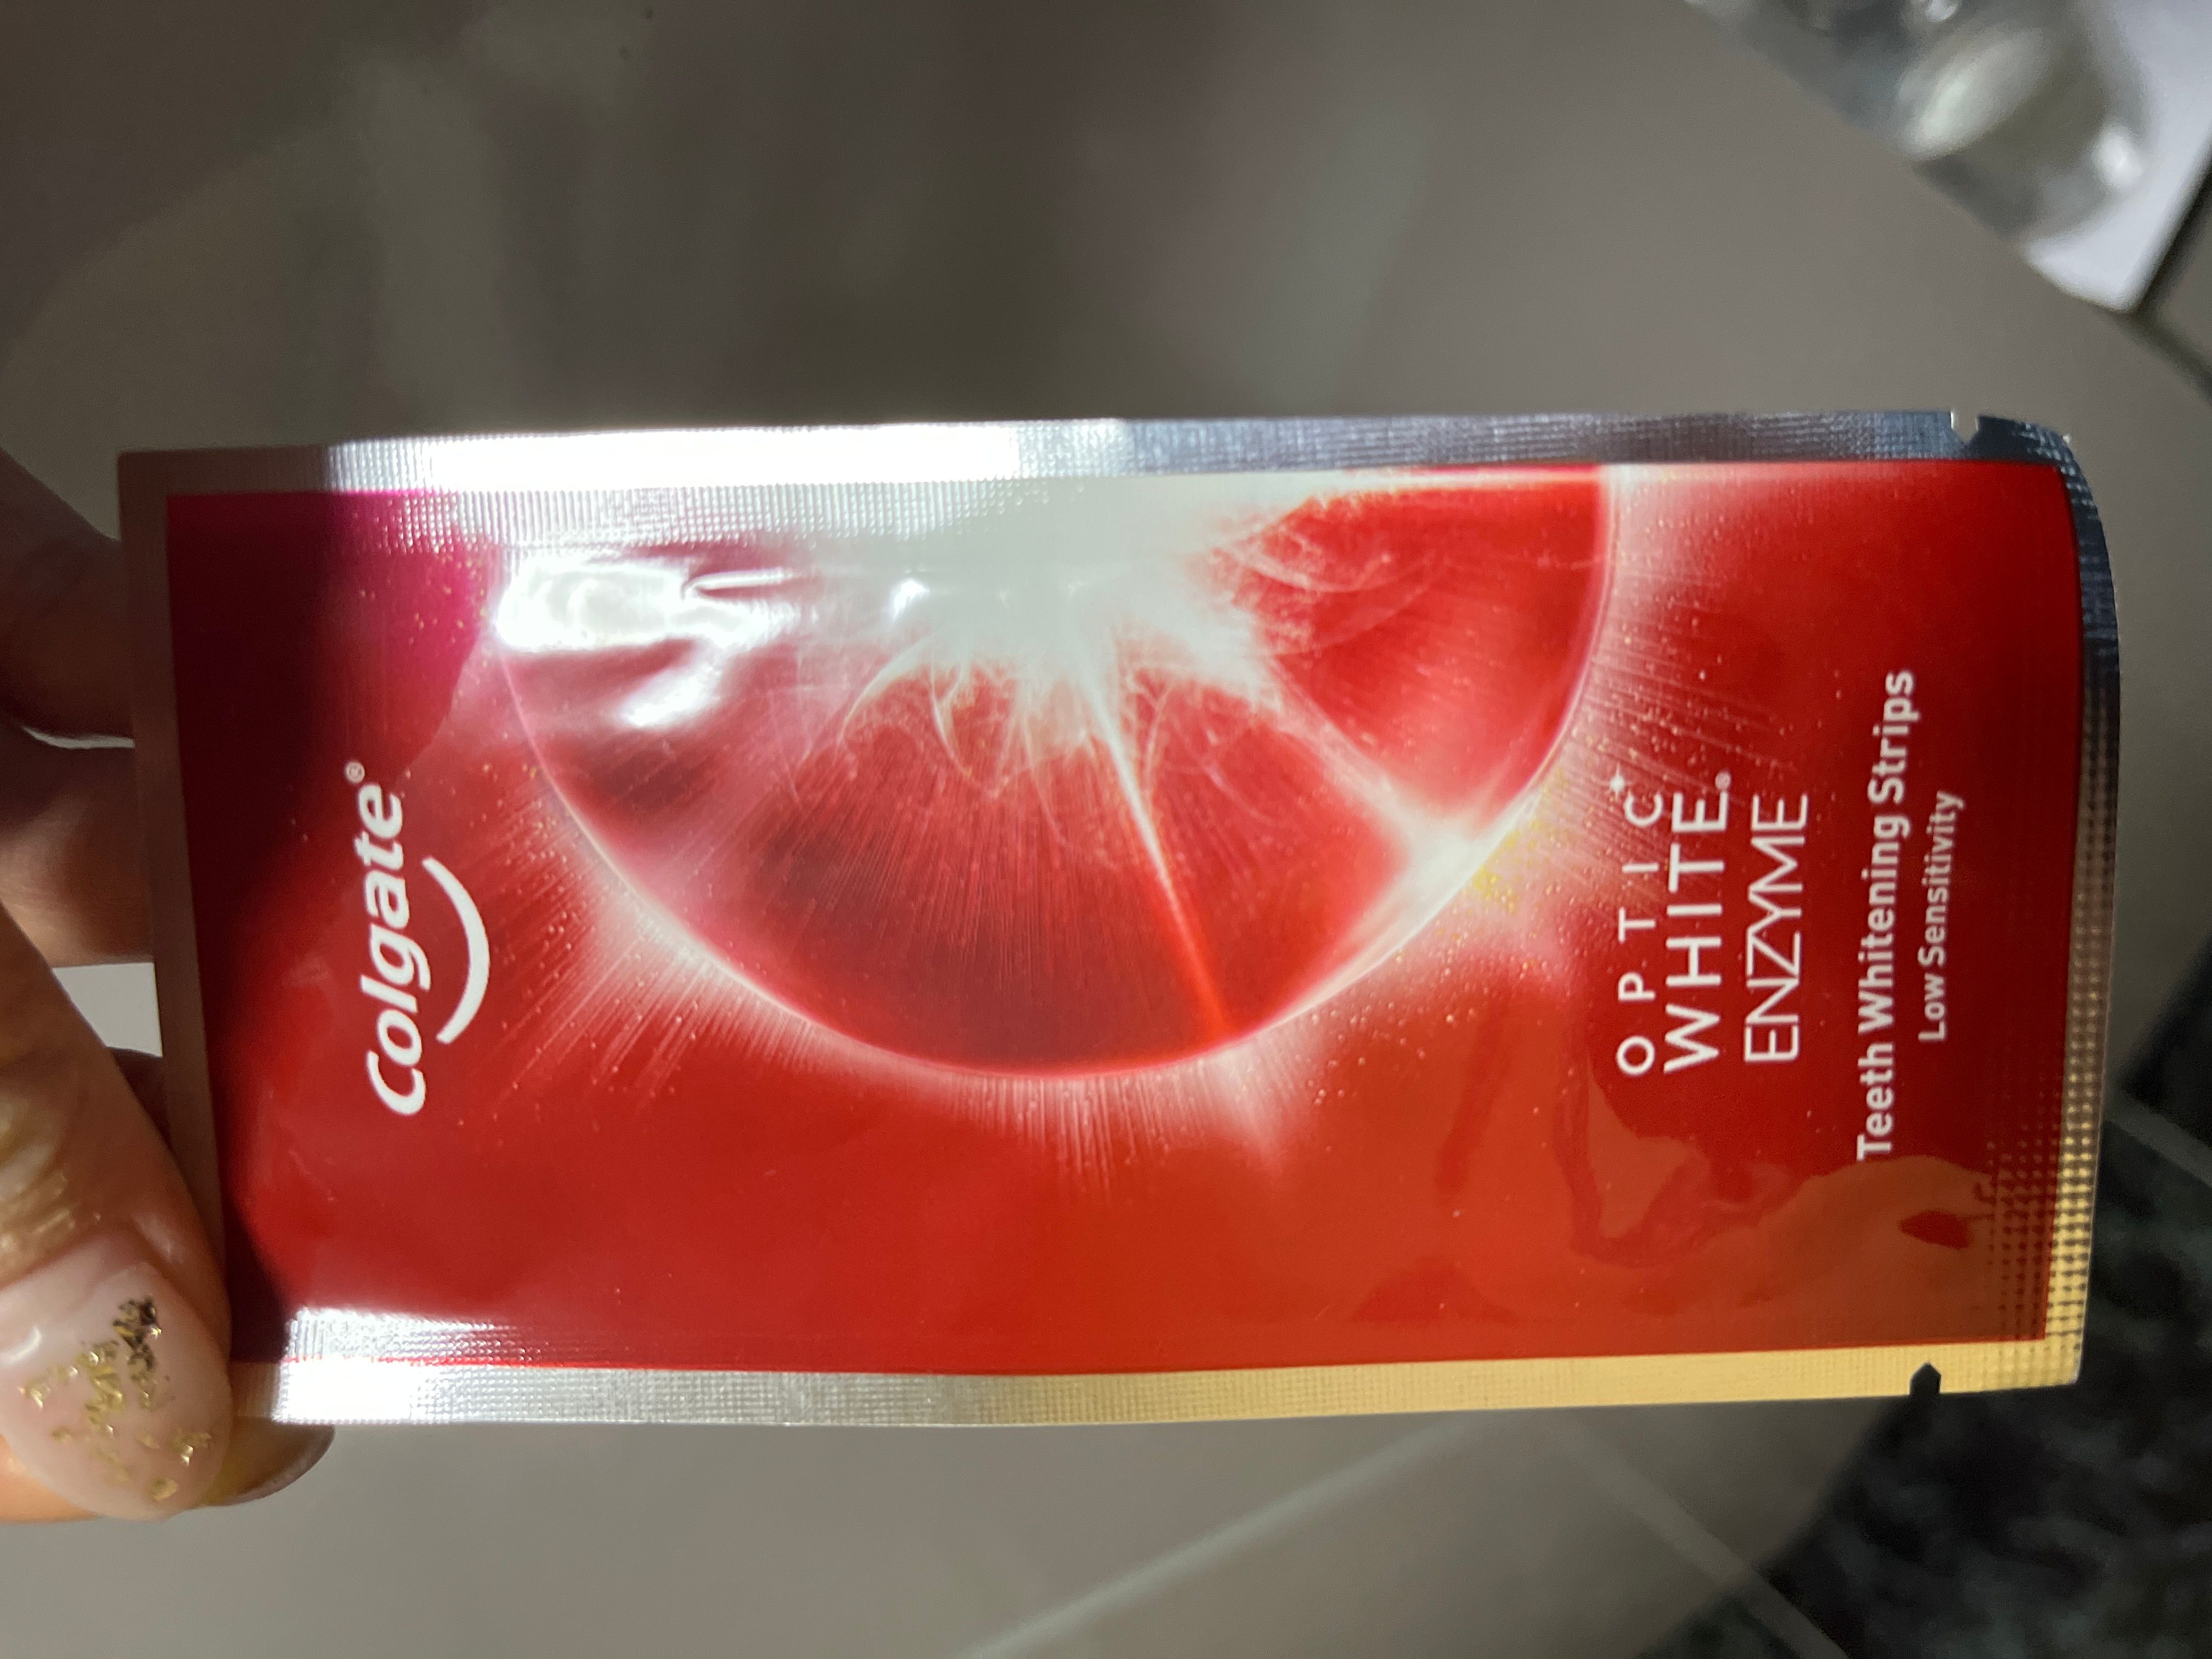 Colgate®
OPTIC
WHITE®
ENZYME
Teeth Whitening Strips
Low Sensitivity